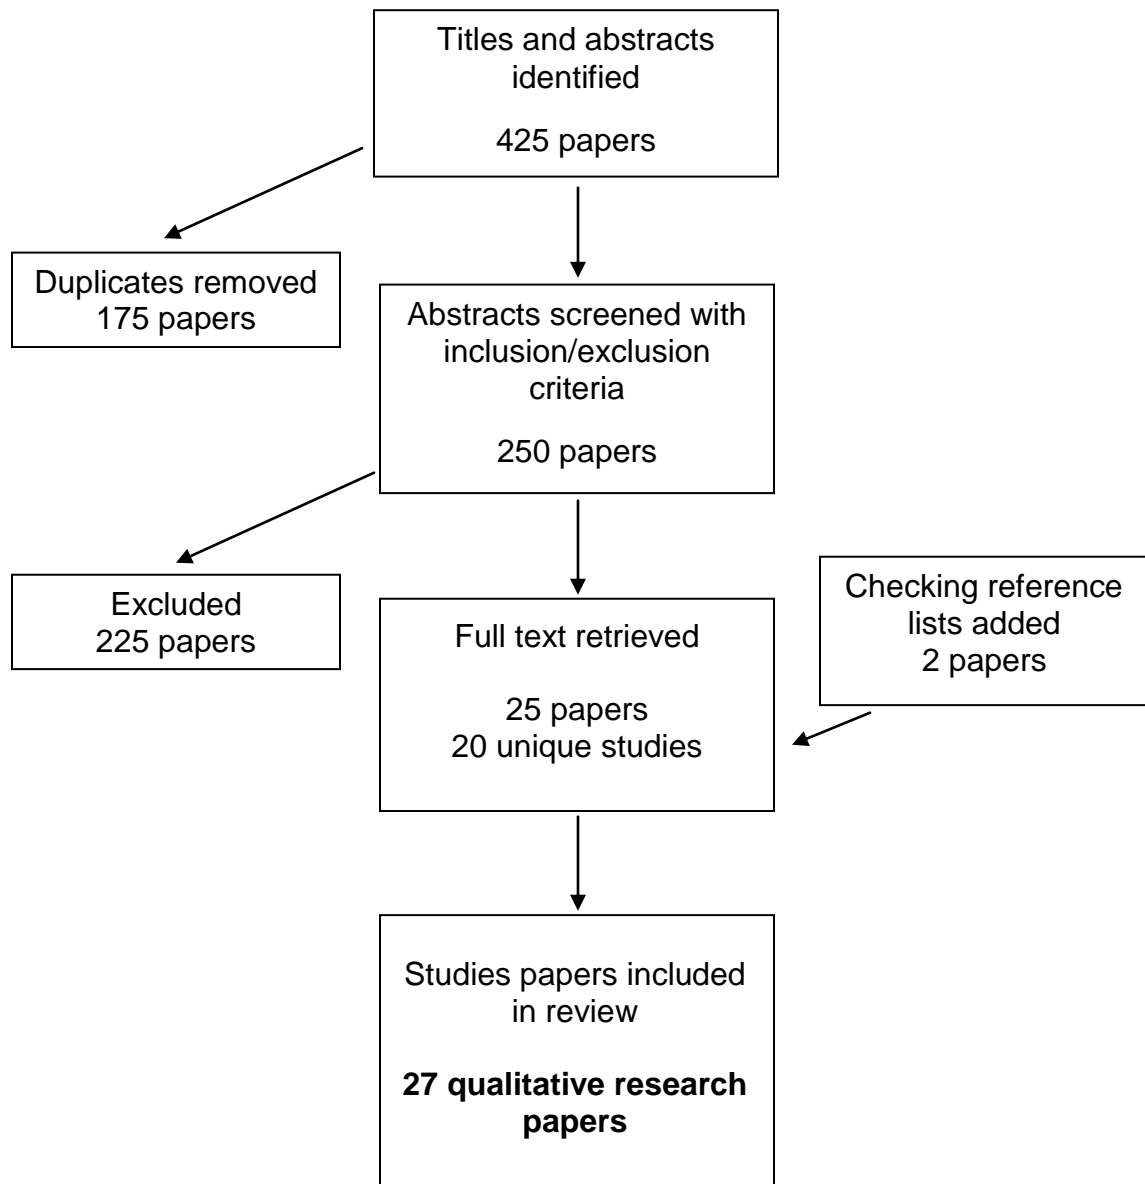 Titles and abstracts
identified
425 papers
Duplicates removed
175 papers
Abstracts screened with
inclusion/exclusion
criteria
250 papers
Excluded
225 papers
Full text retrieved
25 papers
20 unique studies
Checking reference
lists added
2 papers
Studies papers included
in review
27 qualitative research
papers